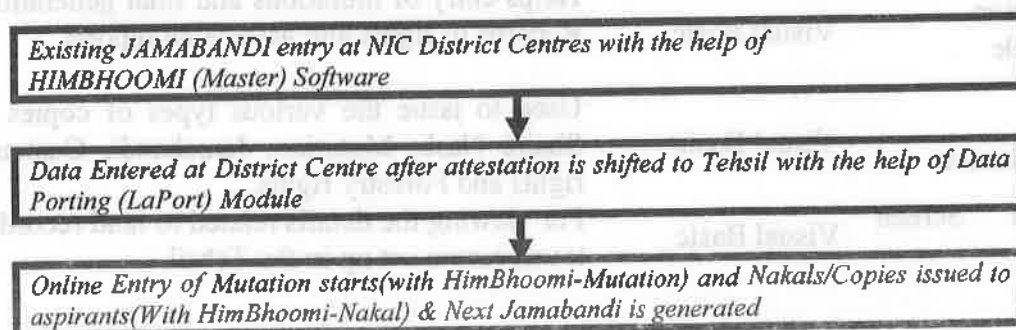 Existing JAMABANDI entry at NIC District Centres with the help of
HIMBHOOMI (Master) Software
Data Entered at District Centre after attestation is shifted to Tehsil with the help of Data
Porting (LaPort) Module
Online Entry of Mutation starts(with HimBhoomi-Mutation) and Nakals/Copies issued to
aspirants(With HimBhoomi-Nakal) & Next Jamabandi is generated